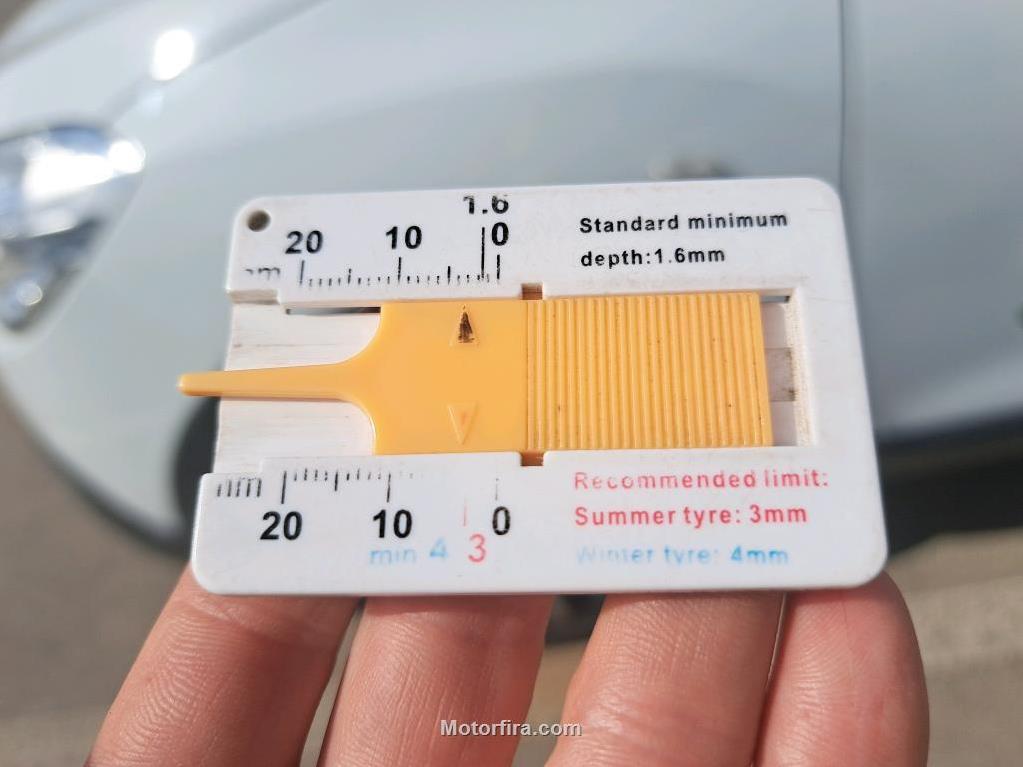 1.6
20 10 0
mm
Standard minimum
depth:1.6mm
mm
20 10 0
min 4 3
Recommended limit:
Summer tyre: 3mm
Winter tyre: 4mm
Motorfira.com